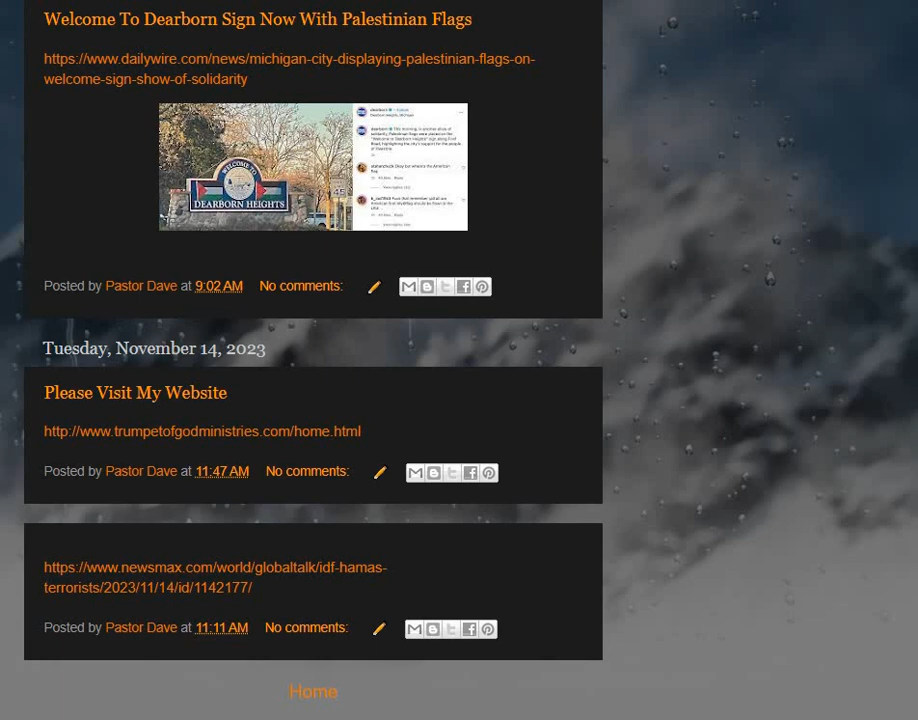 Welcome To Dearborn Sign Now With Palestinian Flags
https://www.dailywire.com/news/michigan-city-displaying-palestinian-flags-on-
welcome-sign-show-of-solidarity
WELCOME TO
DEARBORN HEIGHTS
45
Posted by Pastor Dave at 9:02 AM No comments:
Tuesday, November 14, 2023
Please Visit My Website
http://www.trumpetofgodministries.com/home.html
Posted by Pastor Dave at 11:47 AM No comments:
https://www.newsmax.com/world/globaltalk/idf-hamas-
terrorists/2023/11/14/id/1142177/
Posted by Pastor Dave at 11:11 AM No comments:
Home